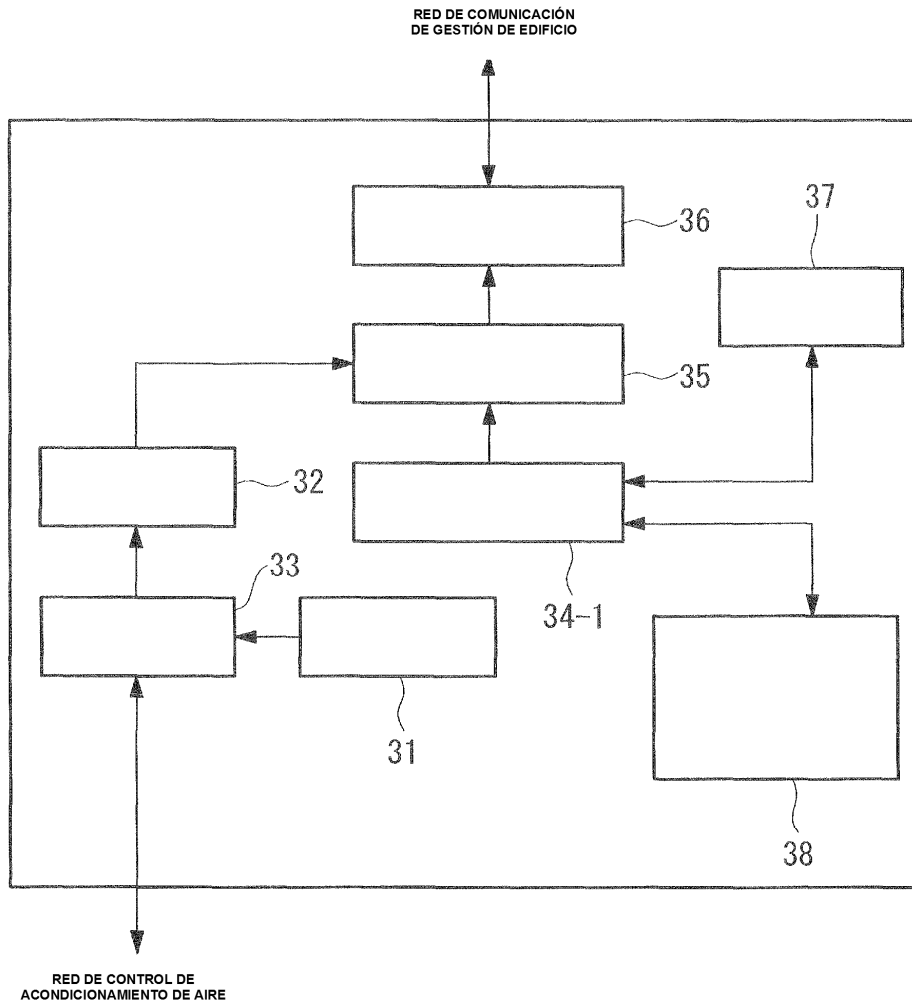 RED DE COMUNICACIÓN
DE GESTIÓN DE EDIFICIO
37
36
35
32
33
34-1
31
38
RED DE CONTROL DE
ACONDICIONAMIENTO DE AIRE